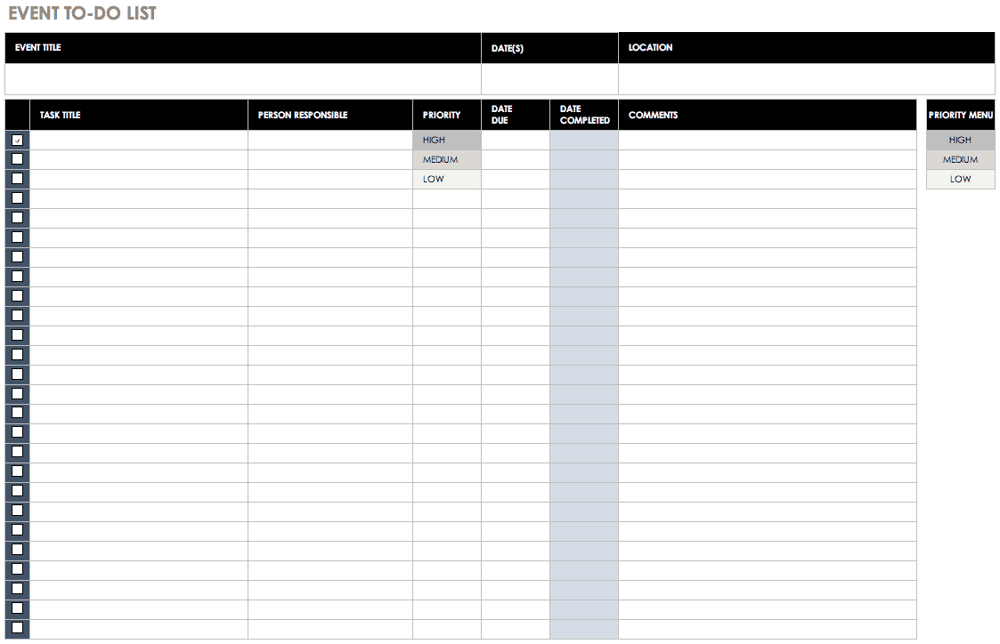 EVENT TO-DO LIST
EVENT TITLE DATE(S) LOCATION
TASK TITLE PERSON RESPONSIBLE PRIORITY DATE DUE DATE COMPLETED COMMENTS PRIORITY MENU
HIGH HIGH
MEDIUM MEDIUM
LOW LOW